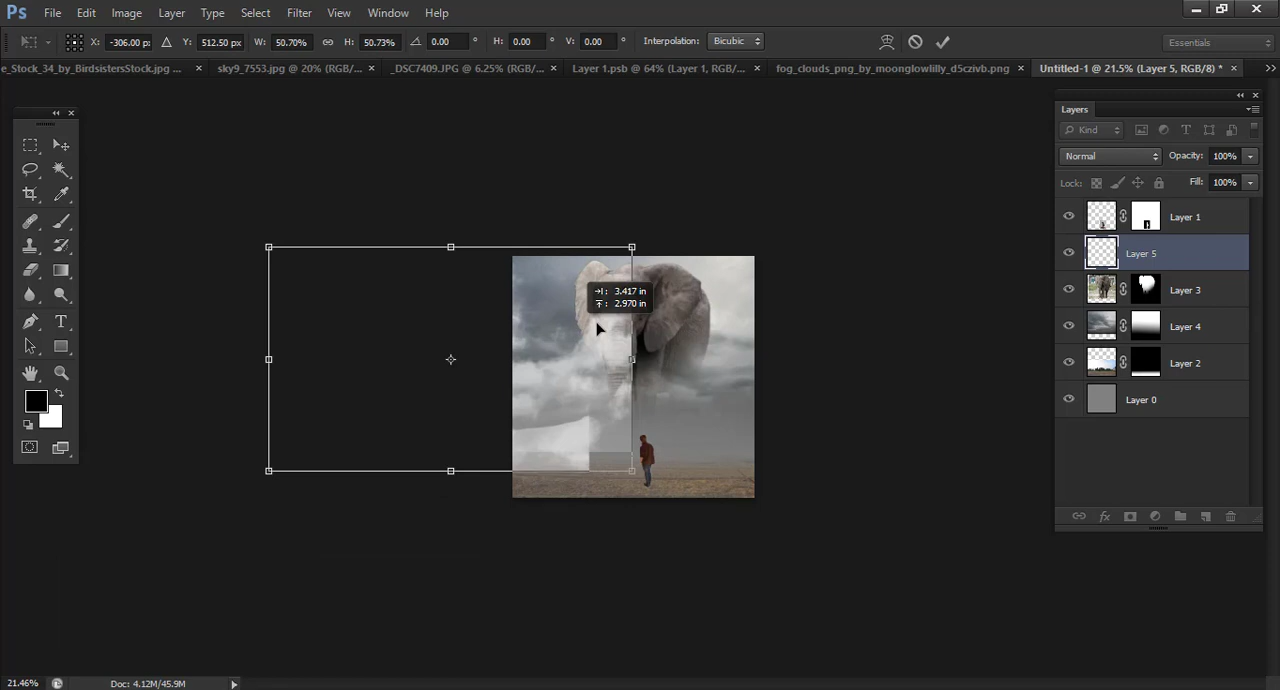 Ps File Edit Image Layer Type Select Filter View Window Help
X: -306.00 px Y: 512.50 px W: 50.70% H: 50.73% 0.00 ° H: 0.00 ° V: 0.00 ° Interpolation: Bicubic Essentials
e_Stock_34_by_BirdsistersStock.jpg ... × sky9_7553.jpg @ 20% (RGB/... × _DSC7409.JPG @ 6.25% (RGB/... × Layer 1.psb @ 64% (Layer 1, RGB/... × fog_clouds_png_by_moonglowlilly_d5czivb.png × Untitled-1 @ 21.5% (Layer 5, RGB/8) * ×
Layers
Kind
Normal Opacity: 100%
Lock: Fill: 100%
Layer 1
Layer 5
Layer 3
Layer 4
Layer 2
Layer 0
fx
3.417 in
2.970 in
T
21.46% Doc: 4.12M/45.9M